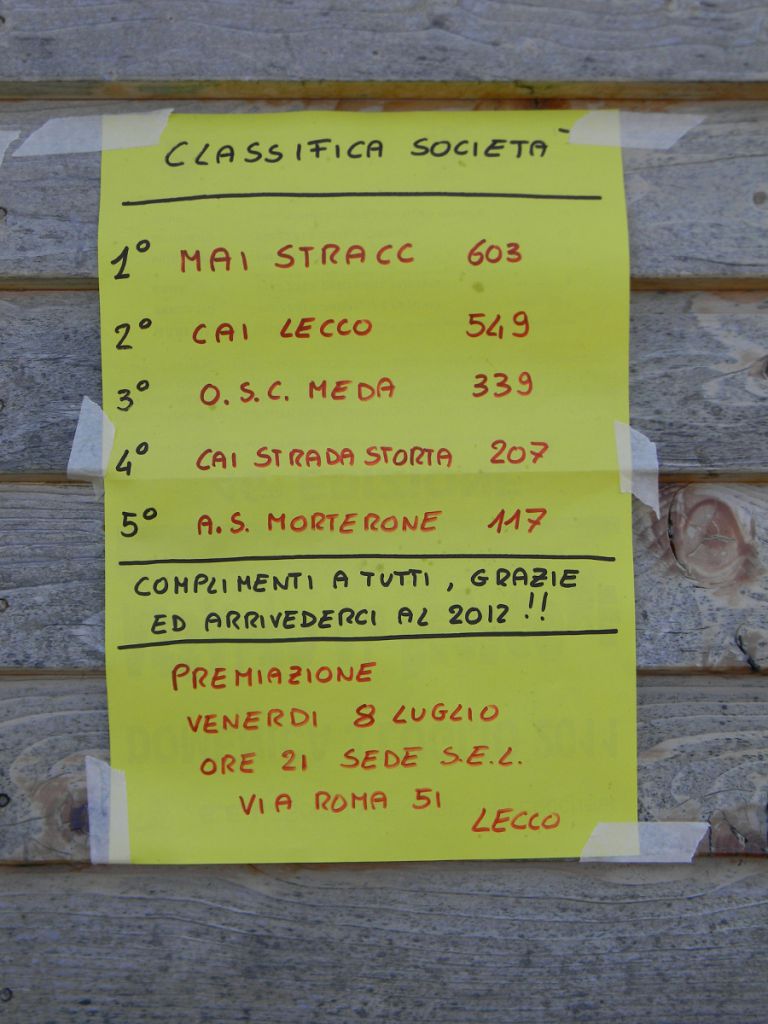 CLASSIFICA SOCIETÀ
1° MAI STRACC 603
2° CAI LECCO 549
3° O.S.C. MEDA 339
4° CAI STRADA STORTA 207
5° A.S. MORTERONE 117
COMPLIMENTI A TUTTI, GRAZIE
ED ARRIVEDERCI AL 2012!!
PREMIAZIONE
VENERDI 8 LUGLIO
ORE 21 SEDE S.E.L.
VIA ROMA 51
LECCO